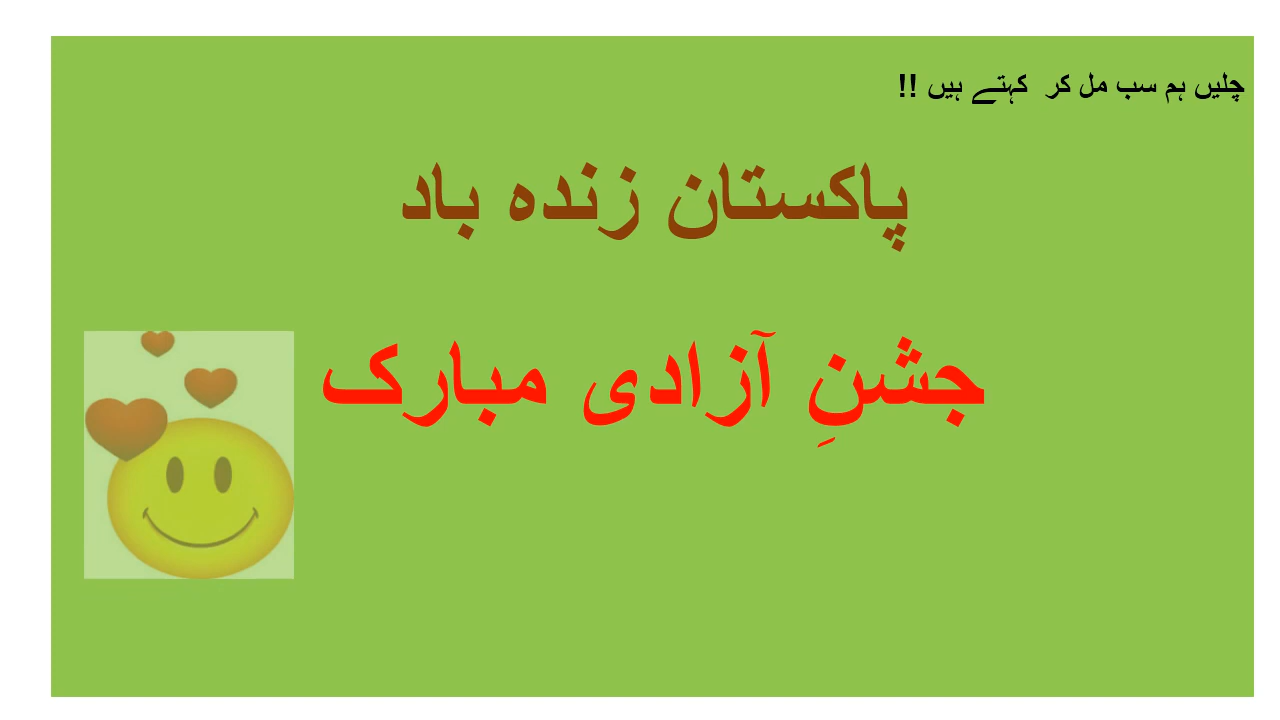 چلیں ہم سب مل کر کہتے ہیں !!
پاکستان زندہ باد
جشنِ آزادی مبارک